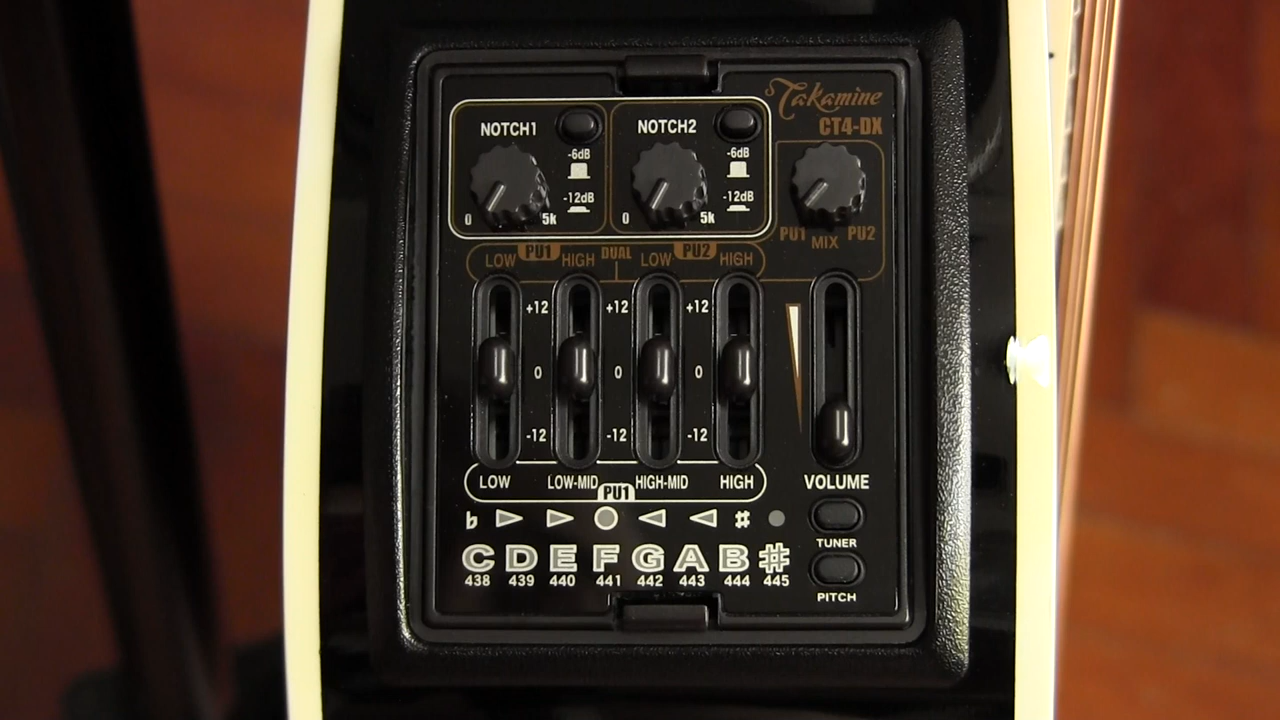 Takamine
CT4-DX
NOTCH1
-6dB
-12dB
0 5k
NOTCH2
-6dB
-12dB
0 5k
PU1 MIX PU2
LOW PU1 HIGH DUAL LOW PU2 HIGH
+12 +12 +12
0 0 0
-12 -12 -12
LOW LOW-MID PU1 HIGH-MID HIGH
VOLUME
♭ ♯
TUNER
C D E F G A B #
438 439 440 441 442 443 444 445
PITCH